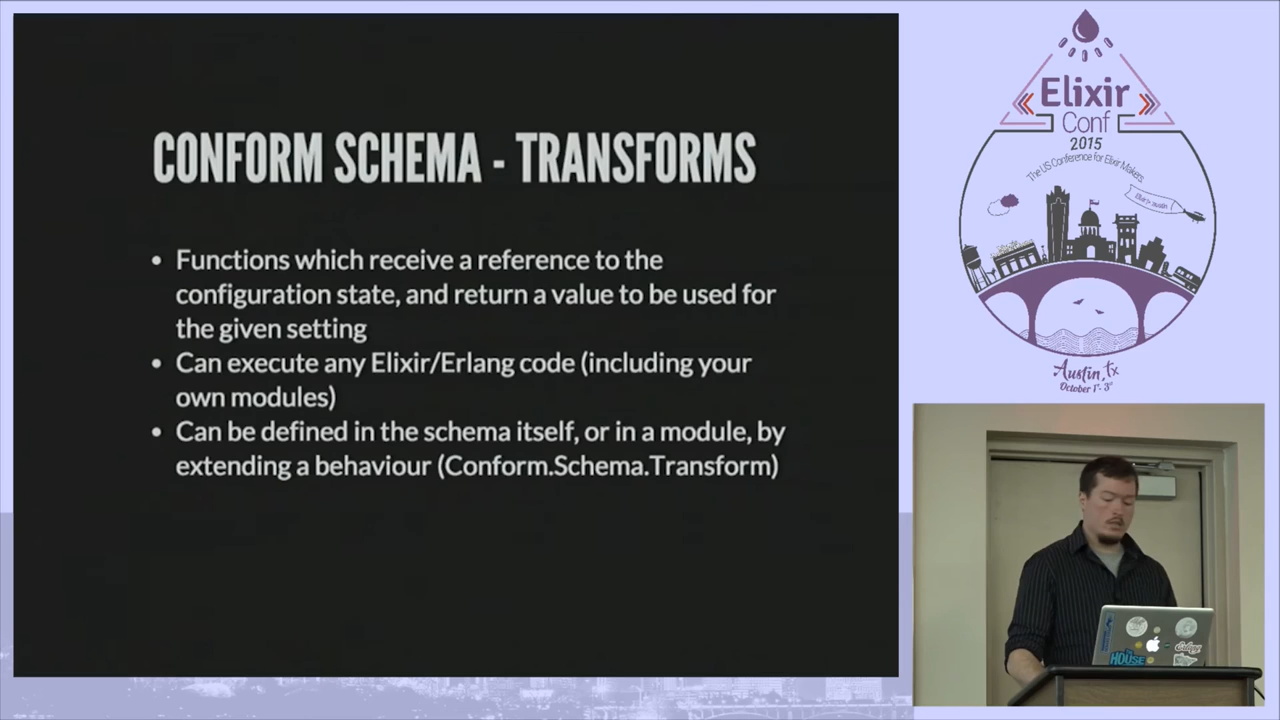 CONFORM SCHEMA - TRANSFORMS
• Functions which receive a reference to the
configuration state, and return a value to be used for
the given setting
• Can execute any Elixir/Erlang code (including your
own modules)
• Can be defined in the schema itself, or in a module, by
extending a behaviour (Conform.Schema.Transform)
Elixir
Conf
2015
The US Conference for Elixir Makers
Austin, Tx
October 1st - 3rd
HOUSE